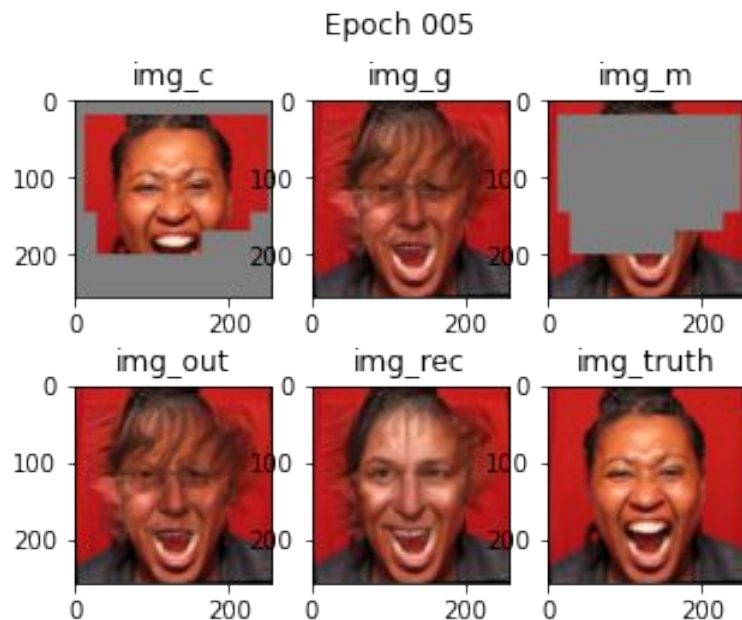 Epoch 005
img_c img_g img_m
0 0 0
100 100 100
200 200 200
0 200 0 200 0 200
img_out img_rec img_truth
0 0 0
100 100 100
200 200 200
0 200 0 200 0 200